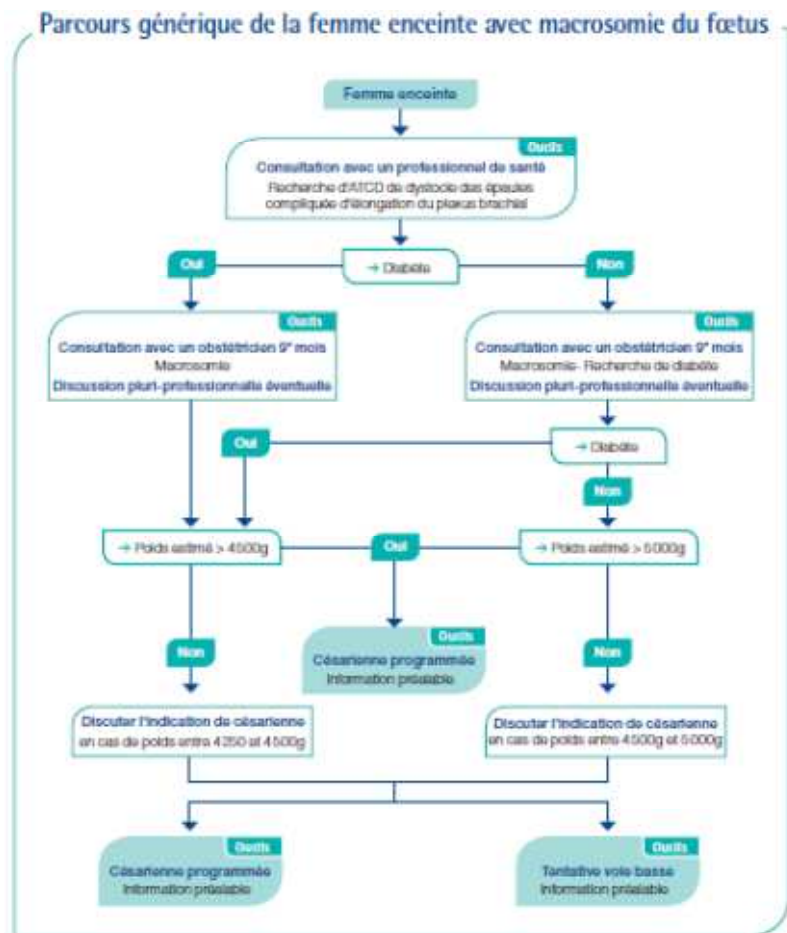 Parcours générique de la femme enceinte avec macrosomie du fœtus
Femme enceinte
Outils
Consultation avec un professionnel de santé
Recherche d'ATCD de dystocie des épaules
compliquée d'élongation du plexus brachial
Oui
→ Diabète
Non
Outils
Consultation avec un obstétricien 9e mois
Macrosomie
Discussion pluri-professionnelle éventuelle
Outils
Consultation avec un obstétricien 9e mois
Macrosomie- Recherche de diabète
Discussion pluri-professionnelle éventuelle
Oui
→ Diabète
Non
→ Poids estimé > 4500g
Oui
→ Poids estimé > 5000g
Non
Outils
Césarienne programmée
Information préalable
Non
Discuter l'indication de césarienne
en cas de poids entre 4250 et 4500g
Discuter l'indication de césarienne
en cas de poids entre 4500g et 5000g
Outils
Césarienne programmée
Information préalable
Outils
Tentative voie basse
Information préalable